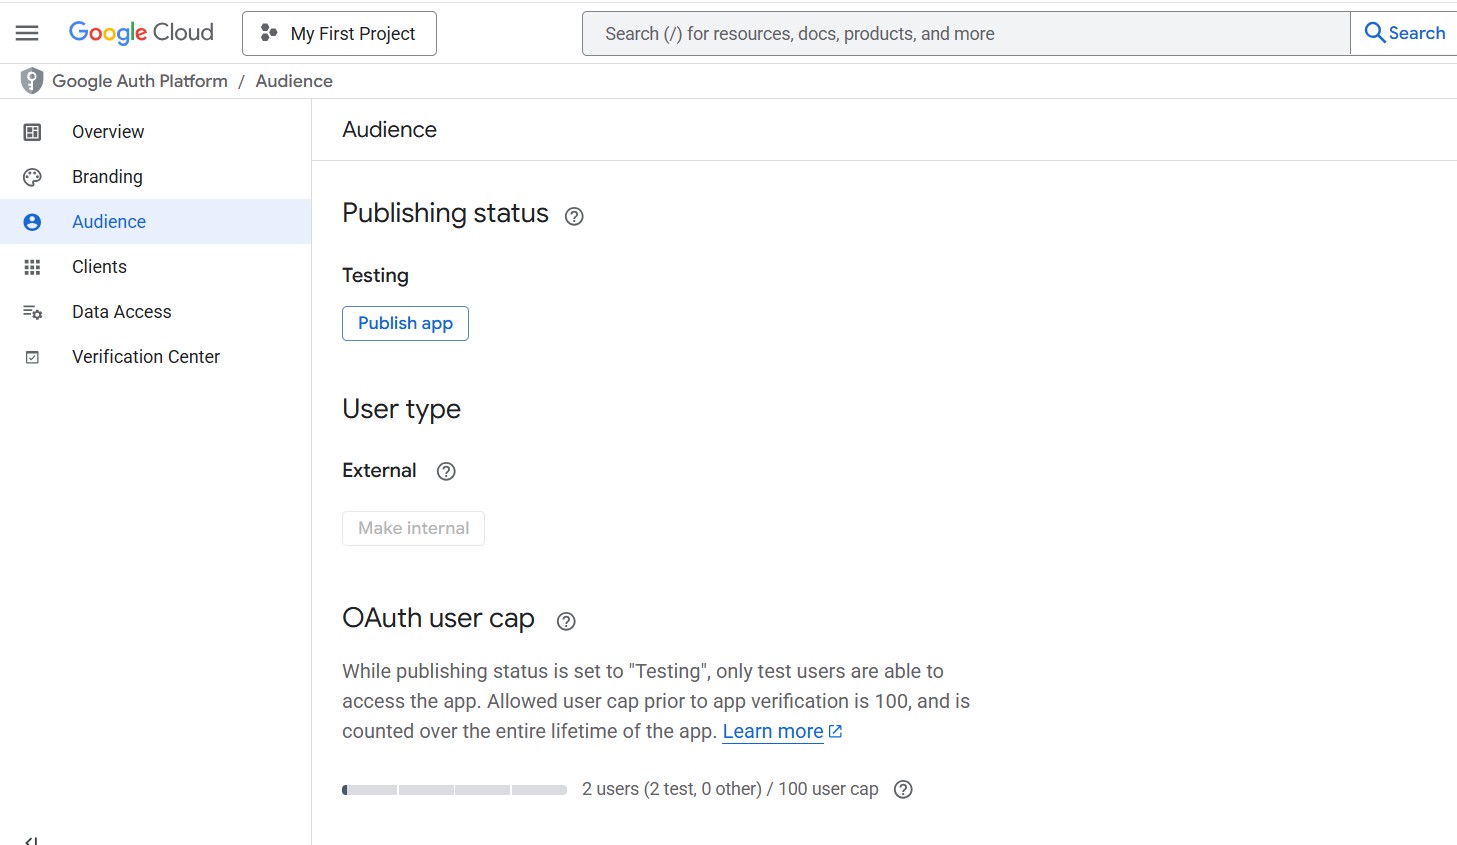 Google Cloud
My First Project
Search (/) for resources, docs, products, and more
Search
Google Auth Platform / Audience
Overview
Branding
Audience
Clients
Data Access
Verification Center
Audience
Publishing status
Testing
Publish app
User type
External
Make internal
OAuth user cap
While publishing status is set to "Testing", only test users are able to
access the app. Allowed user cap prior to app verification is 100, and is
counted over the entire lifetime of the app. Learn more
2 users (2 test, 0 other) / 100 user cap